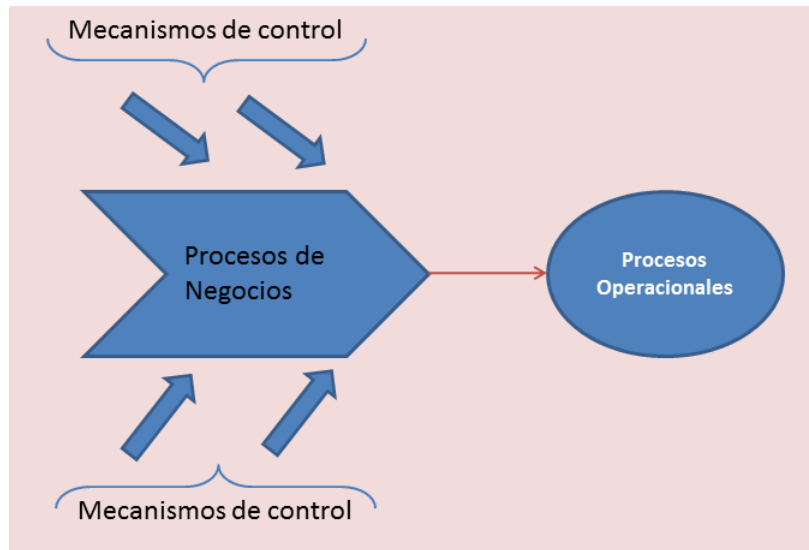 Mecanismos de control
Procesos de
Negocios
Procesos
Operacionales
Mecanismos de control